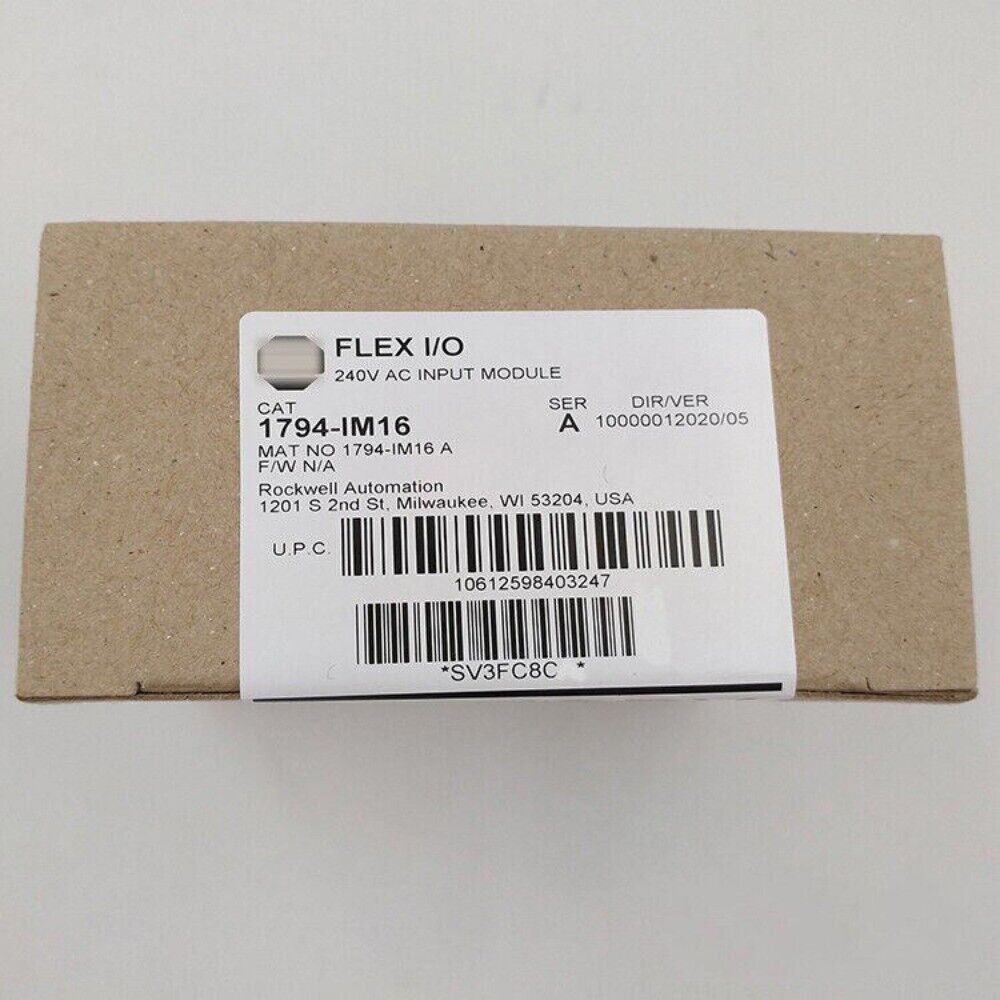 FLEX I/O
240V AC INPUT MODULE
CAT
1794-IM16
SER
A
DIR/VER
10000012020/05
MAT NO 1794-IM16 A
F/W N/A
Rockwell Automation
1201 S 2nd St, Milwaukee, WI 53204, USA
U.P.C.
10612598403247
*SV3FC8C *